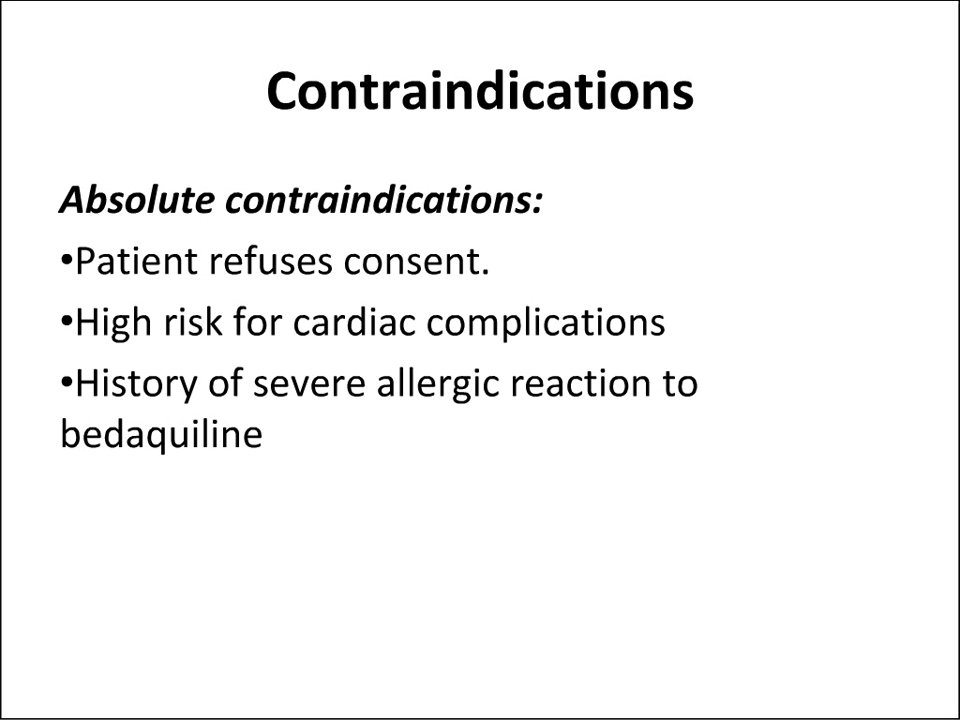 Contraindications
Absolute contraindications:
•Patient refuses consent.
•High risk for cardiac complications
•History of severe allergic reaction to
bedaquiline